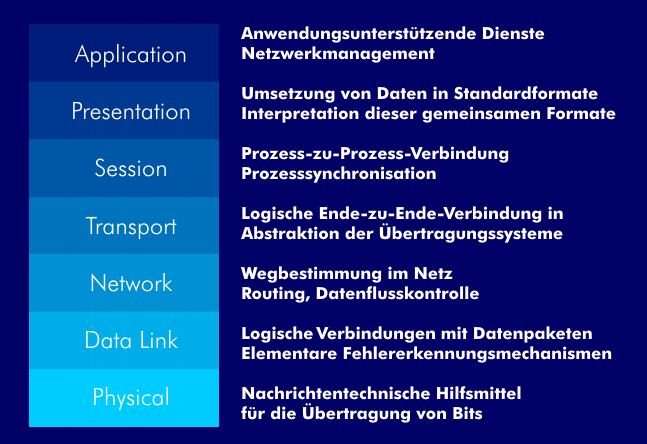 Application
Anwendungsunterstützende Dienste
Netzwerkmanagement
Presentation
Umsetzung von Daten in Standardformate
Interpretation dieser gemeinsamen Formate
Session
Prozess-zu-Prozess-Verbindung
Prozesssynchronisation
Transport
Logische Ende-zu-Ende-Verbindung in
Abstraktion der Übertragungssysteme
Network
Wegbestimmung im Netz
Routing, Datenflusskontrolle
Data Link
Logische Verbindungen mit Datenpaketen
Elementare Fehlererkennungsmechanismen
Physical
Nachrichtentechnische Hilfsmittel
für die Übertragung von Bits